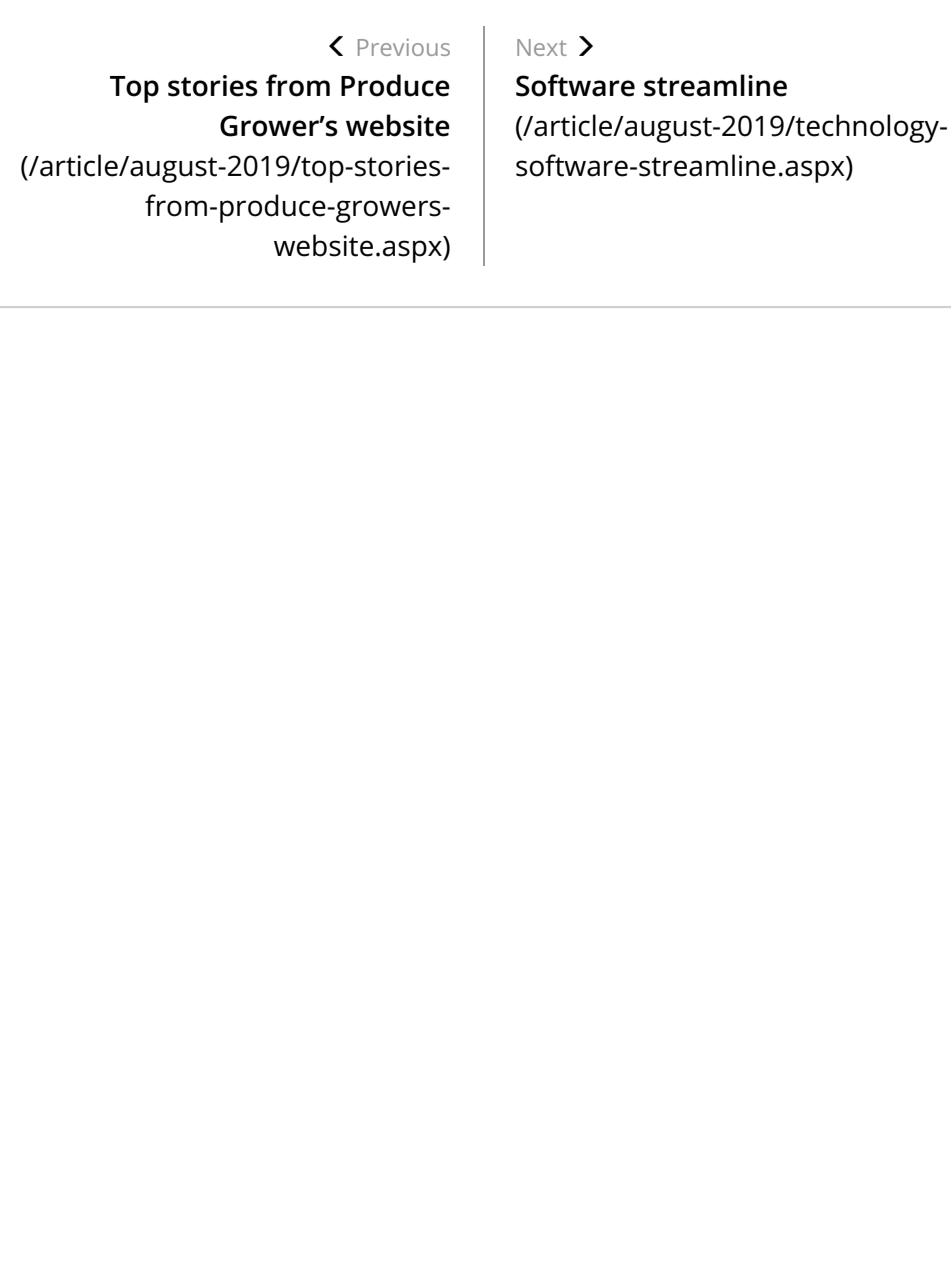 Previous
Top stories from Produce
Grower’s website
(/article/august-2019/top-stories-
from-produce-growers-
website.aspx)
Next
Software streamline
(/article/august-2019/technology-
software-streamline.aspx)